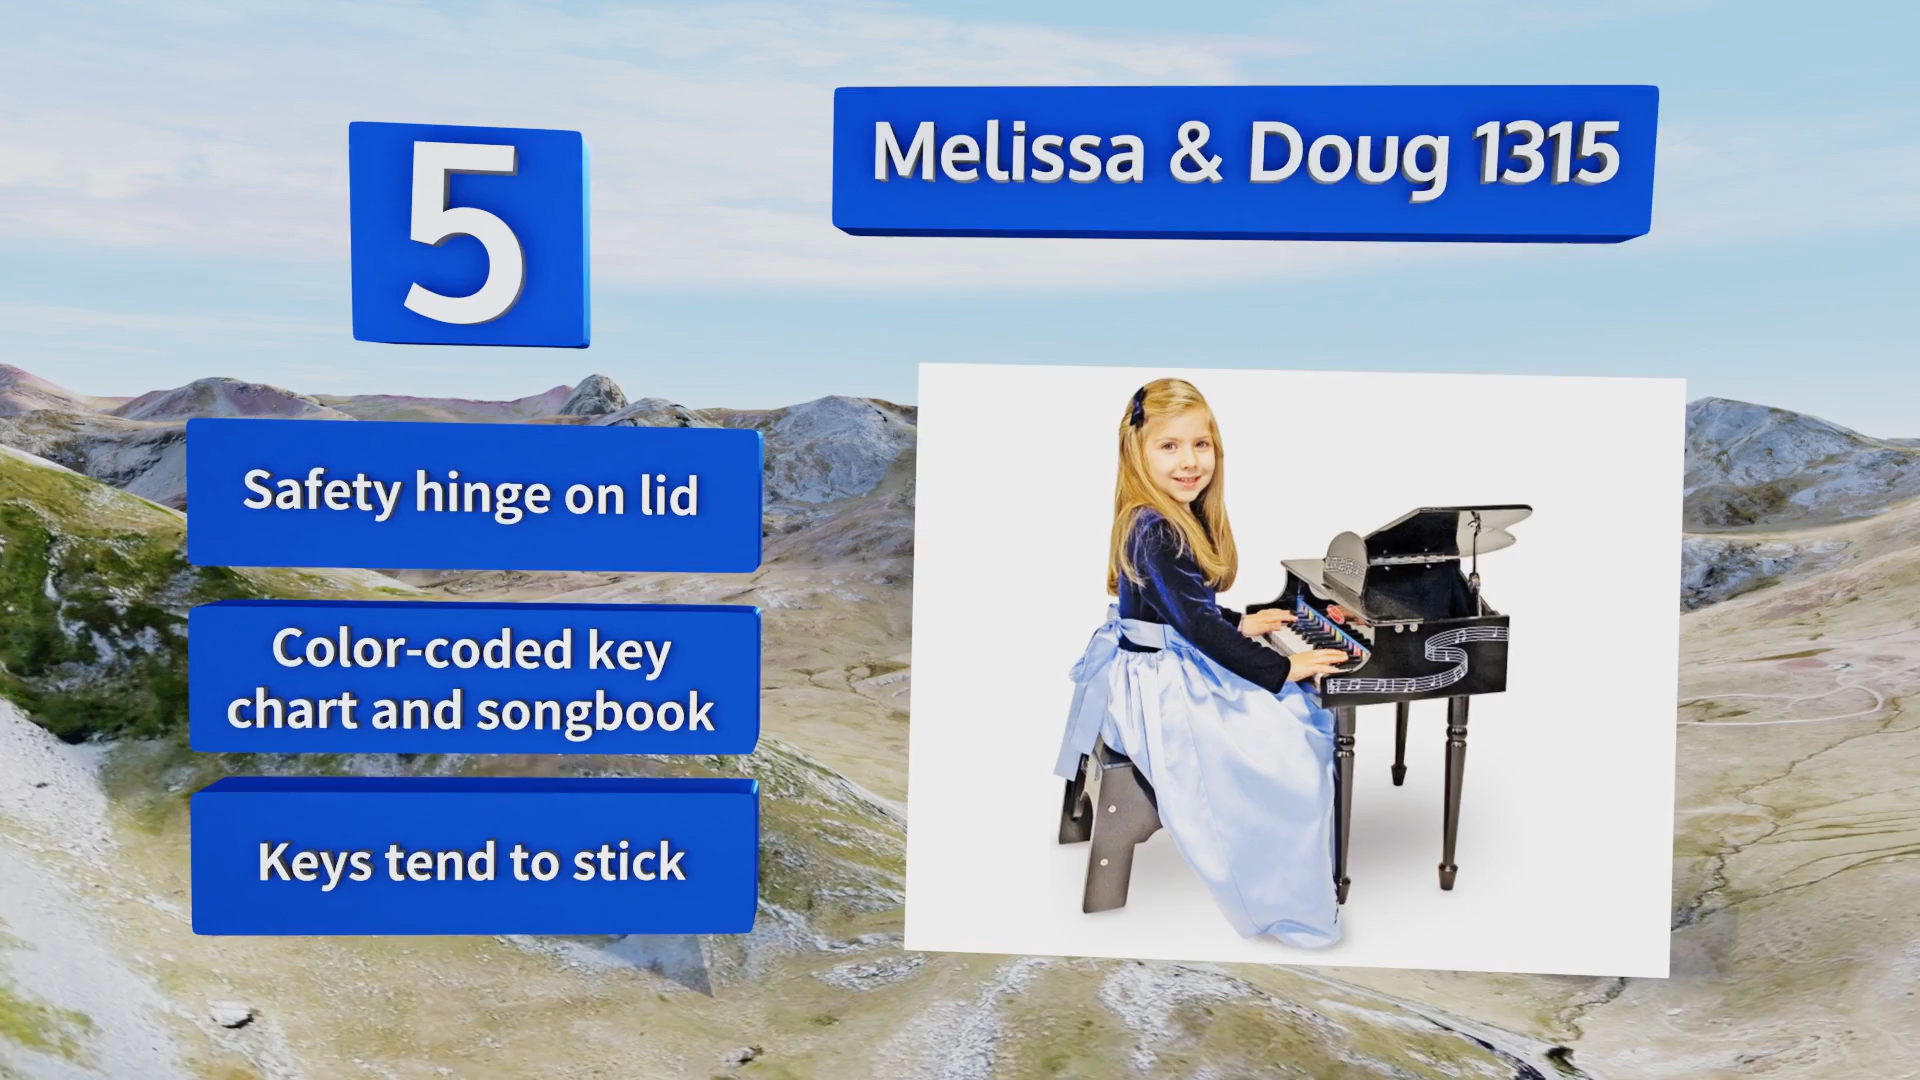 5
Melissa & Doug 1315
Safety hinge on lid
Color-coded key
chart and songbook
Keys tend to stick